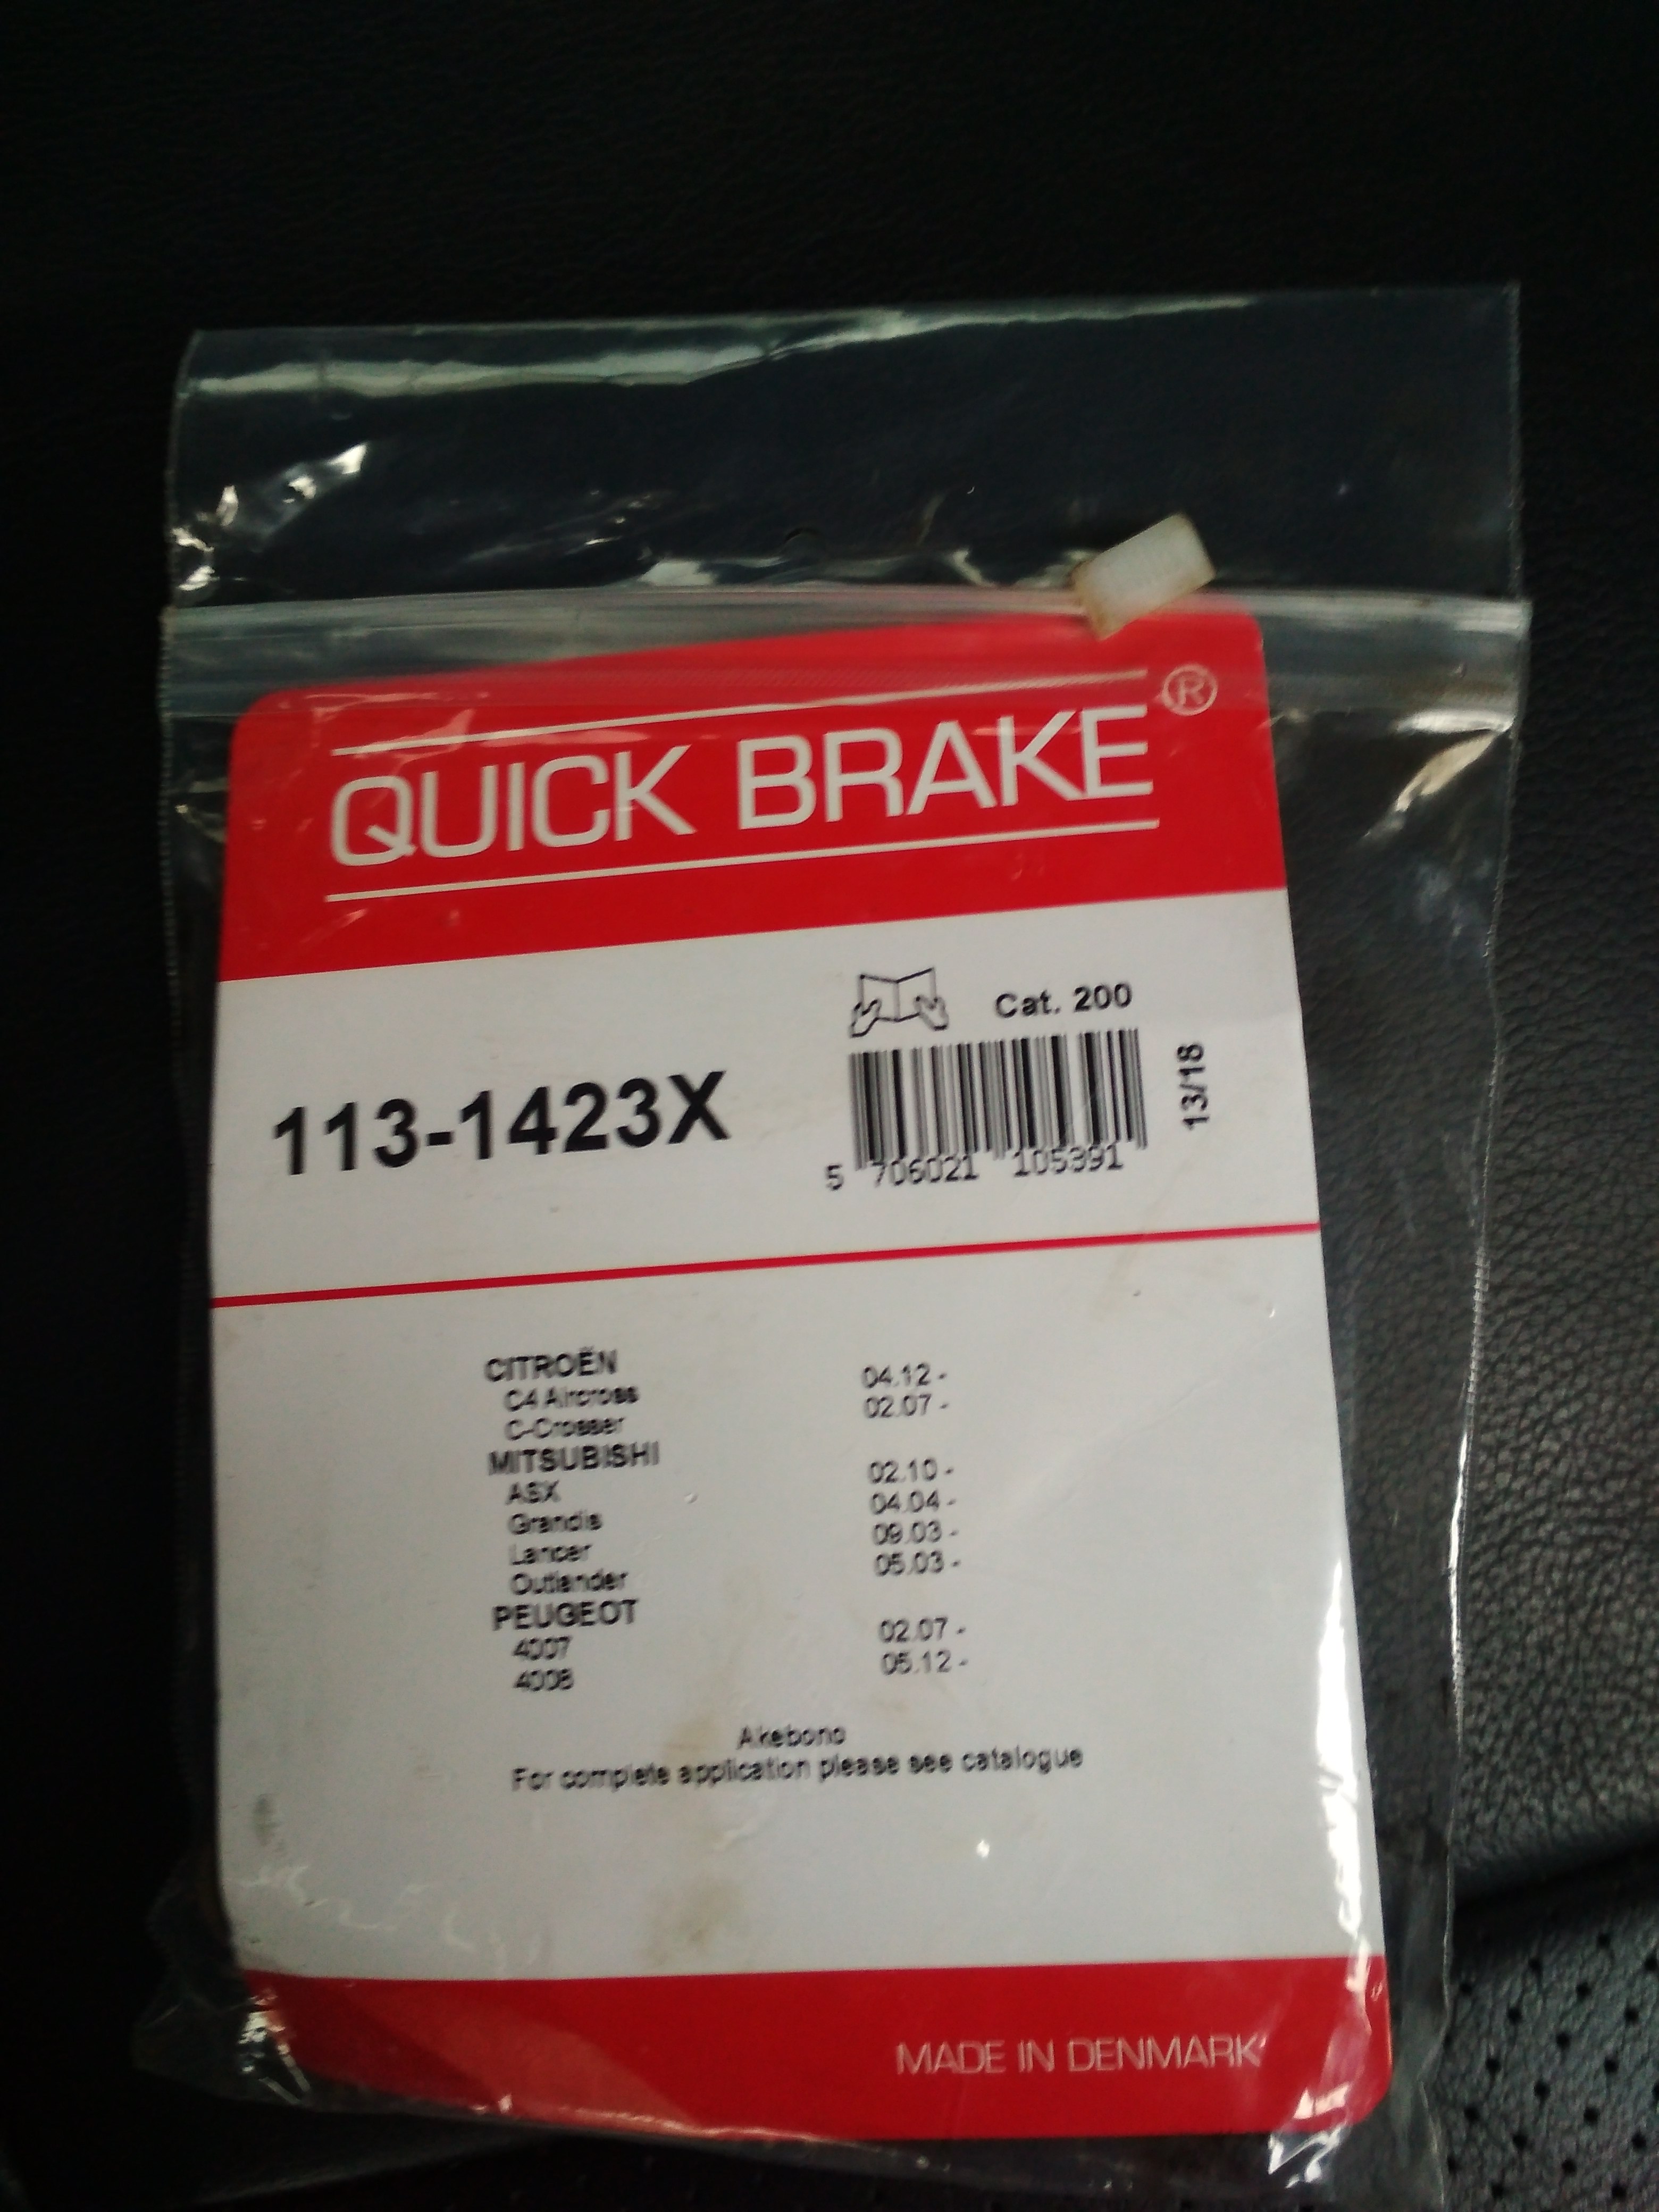 QUICK BRAKE®
Cat. 200
113-1423X
13/18
5 706021 105391
CITROËN
C4 Aircross 04.12 -
C-Crosser 02.07 -
MITSUBISHI
ASX 02.10 -
Grandis 04.04 -
Lancer 09.03 -
Outlander 05.03 -
PEUGEOT
4007 02.07 -
4008 05.12 -
Akebono
For complete application please see catalogue
MADE IN DENMARK